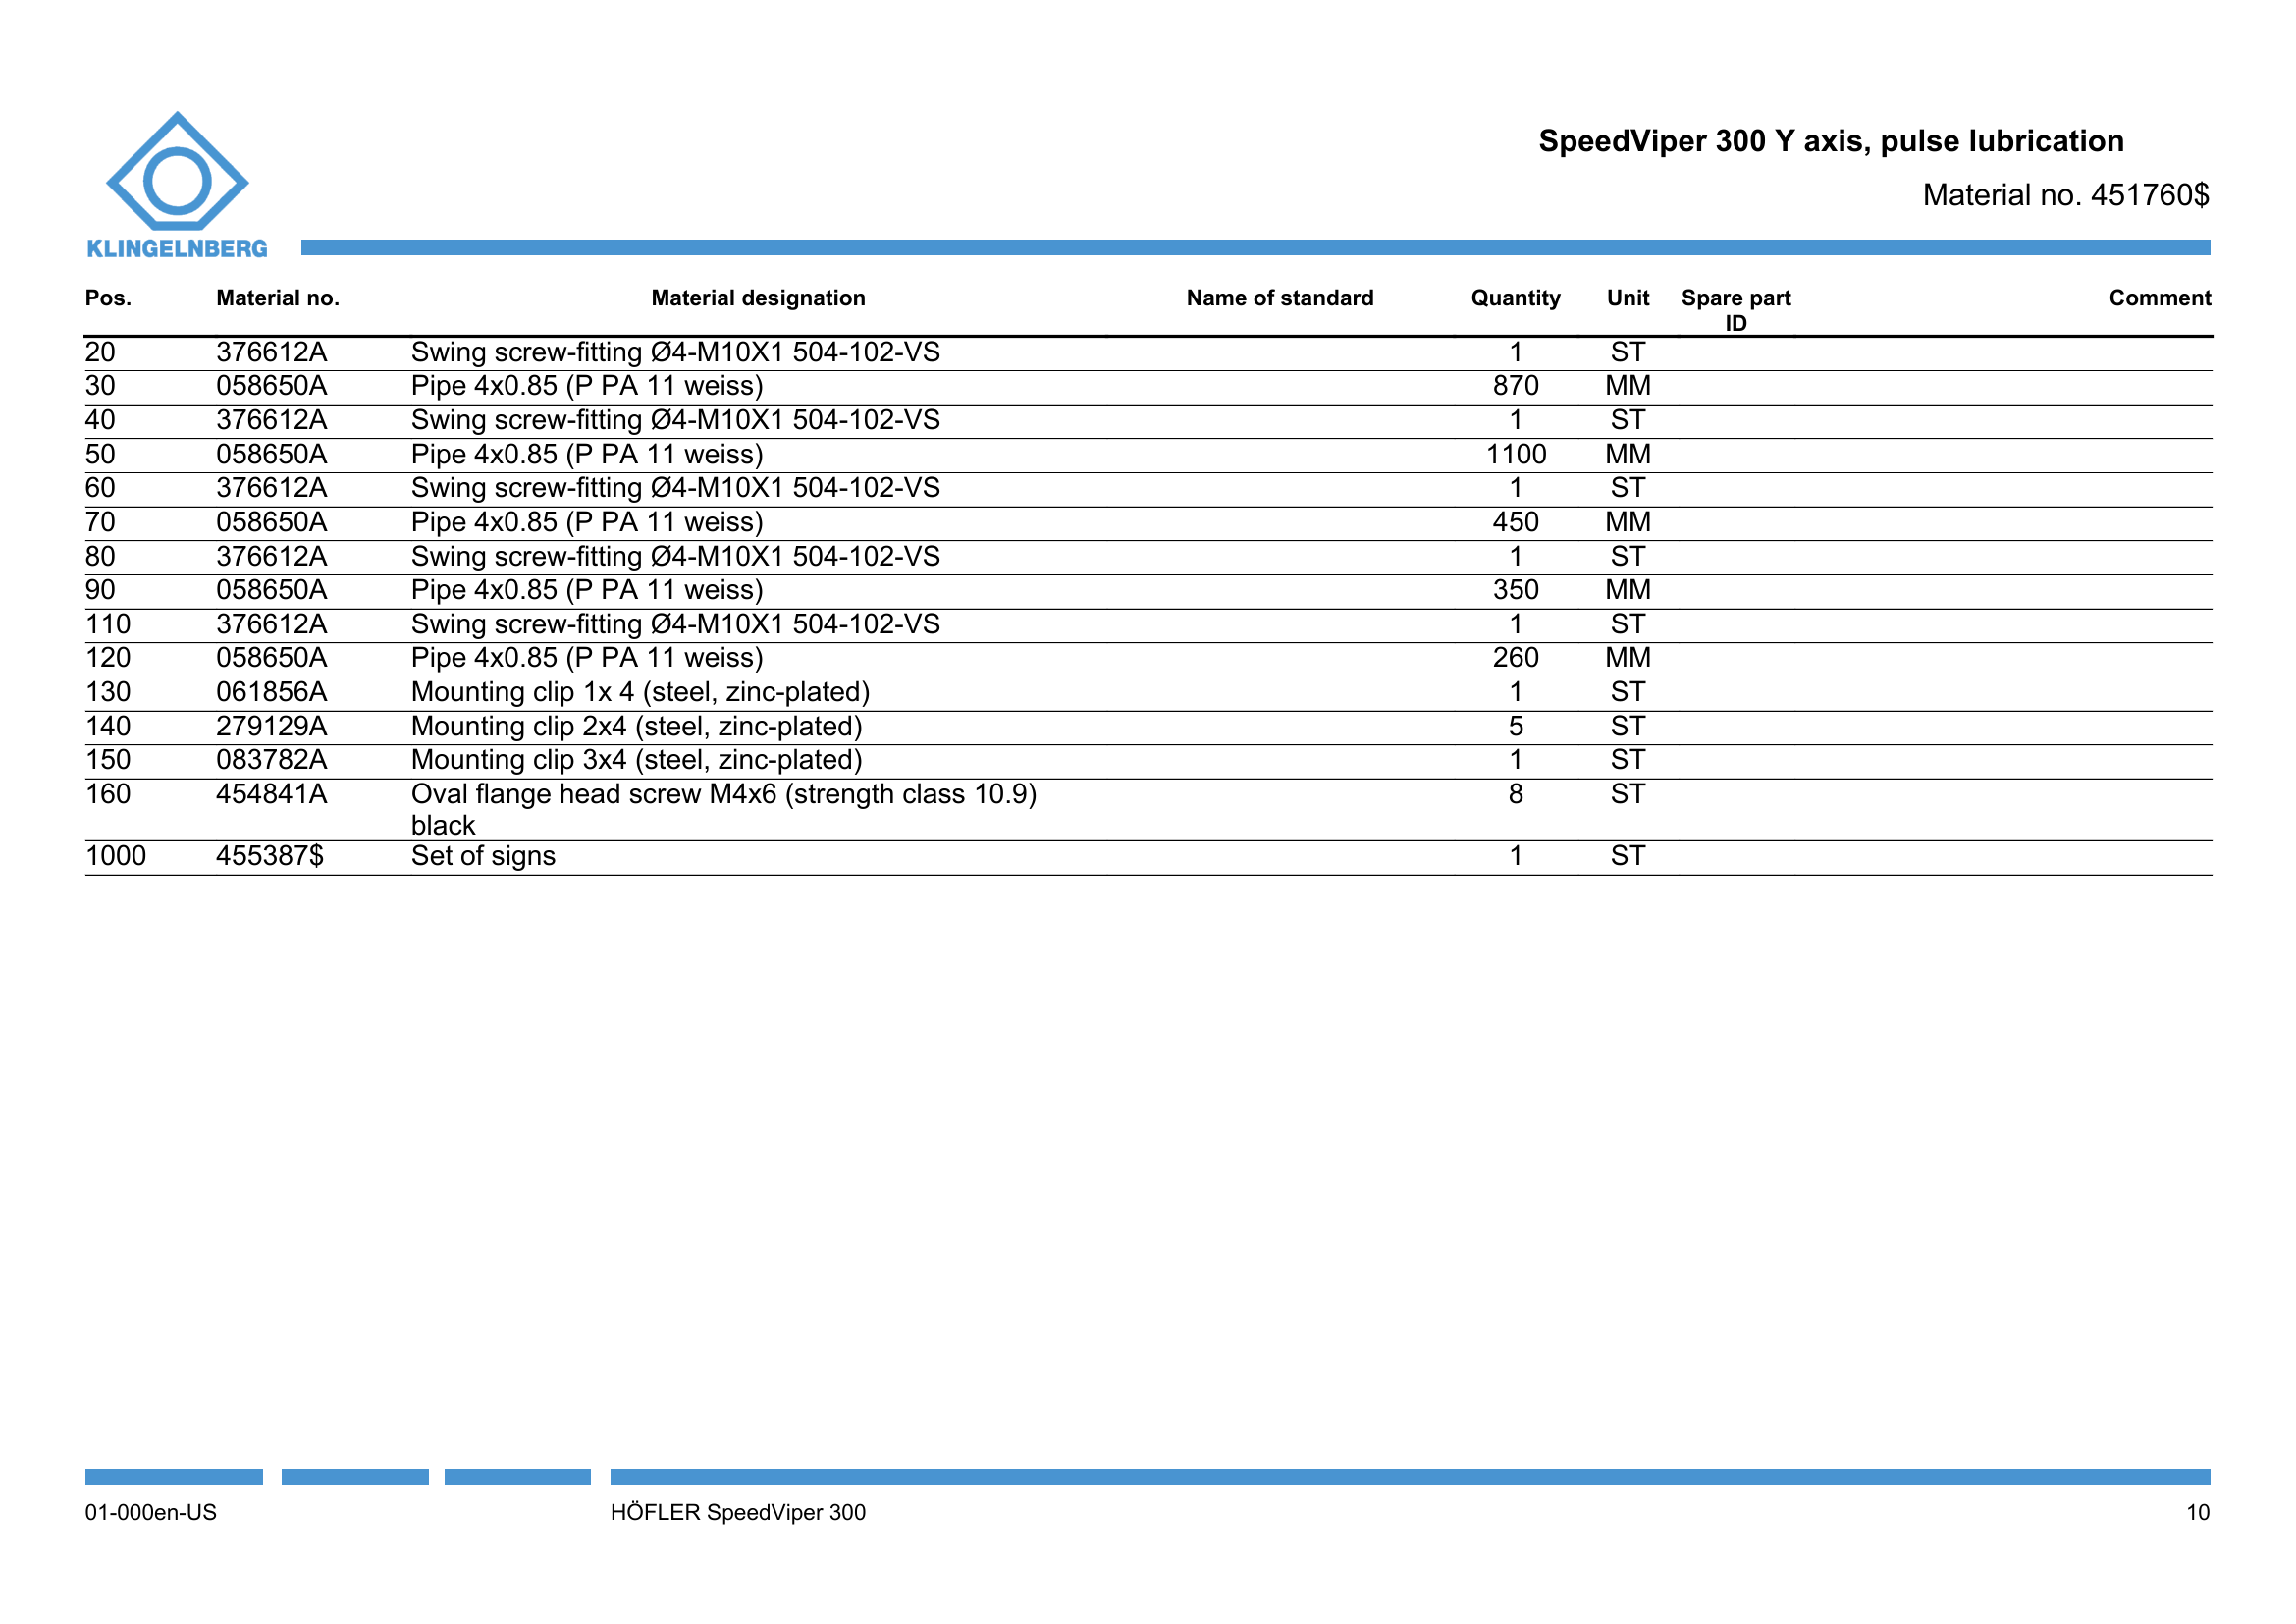 KLINGELNBERG
SpeedViper 300 Y axis, pulse lubrication
Material no. 451760$
Pos. Material no. Material designation Name of standard Quantity Unit Spare part ID Comment
20 376612A Swing screw-fitting Ø4-M10X1 504-102-VS 1 ST
30 058650A Pipe 4x0.85 (P PA 11 weiss) 870 MM
40 376612A Swing screw-fitting Ø4-M10X1 504-102-VS 1 ST
50 058650A Pipe 4x0.85 (P PA 11 weiss) 1100 MM
60 376612A Swing screw-fitting Ø4-M10X1 504-102-VS 1 ST
70 058650A Pipe 4x0.85 (P PA 11 weiss) 450 MM
80 376612A Swing screw-fitting Ø4-M10X1 504-102-VS 1 ST
90 058650A Pipe 4x0.85 (P PA 11 weiss) 350 MM
110 376612A Swing screw-fitting Ø4-M10X1 504-102-VS 1 ST
120 058650A Pipe 4x0.85 (P PA 11 weiss) 260 MM
130 061856A Mounting clip 1x 4 (steel, zinc-plated) 1 ST
140 279129A Mounting clip 2x4 (steel, zinc-plated) 5 ST
150 083782A Mounting clip 3x4 (steel, zinc-plated) 1 ST
160 454841A Oval flange head screw M4x6 (strength class 10.9) 8 ST
black
1000 455387$ Set of signs 1 ST
01-000en-US HÖFLER SpeedViper 300 10